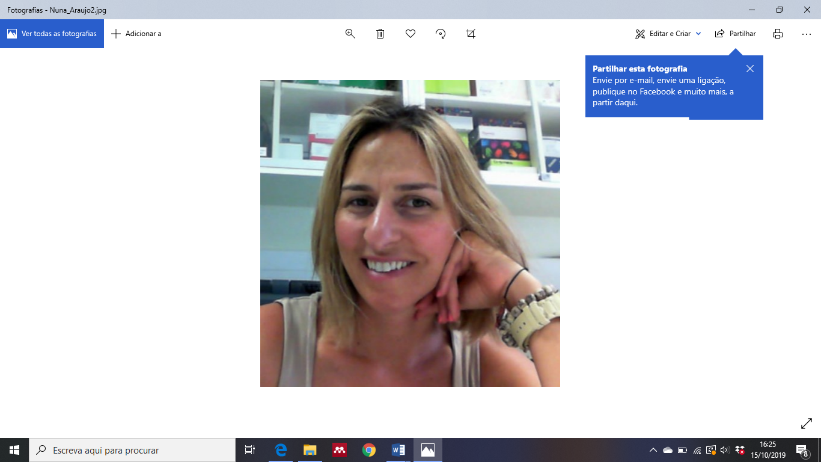 Fotografias - Nuna_Araujo2.jpg
Ver todas as fotografias
Adicionar a
Editar e Criar
Partilhar
Partilhar esta fotografia
Envie por e-mail, envie uma ligação,
publique no Facebook e muito mais, a
partir daqui.
Escreva aqui para procurar
16:25
15/10/2019
8